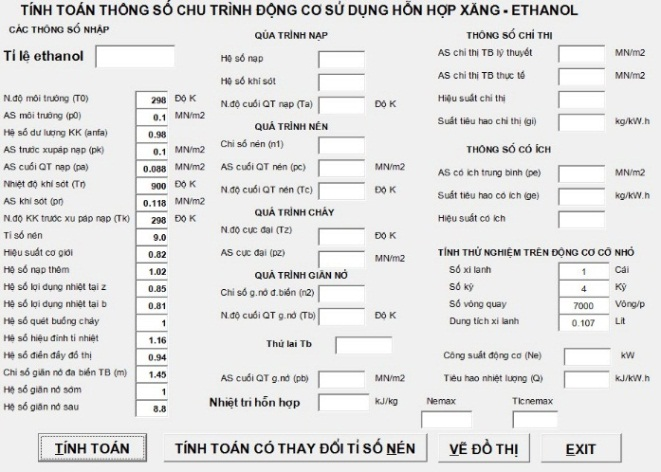 TÍNH TOÁN THÔNG SỐ CHU TRÌNH ĐỘNG CƠ SỬ DỤNG HỖN HỢP XĂNG - ETHANOL
CÁC THÔNG SỐ NHẬP
Tỉ lệ ethanol
N.độ môi trường (T0) 298 Độ K
AS môi trường (p0) 0.1 MN/m2
Hệ số dư lượng KK (anfa) 0.98
AS trước xupáp nạp (pk) 0.1 MN/m2
AS cuối QT nạp (pa) 0.088 MN/m2
Nhiệt độ khí sót (Tr) 900 Độ K
AS khí sót (pr) 0.118 MN/m2
N.độ KK trước xu páp nạp (Tk) 298 Độ K
Tỉ số nén 9.0
Hiệu suất cơ giới 0.82
Hệ số nạp thêm 1.02
Hệ số lợi dụng nhiệt tại z 0.85
Hệ số lợi dụng nhiệt tại b 0.81
Hệ số quét buồng cháy 1
Hệ số hiệu đính tỉ nhiệt 1.16
Hệ số điền đầy đồ thị 0.94
Chỉ số giãn nở đa biến TB (m) 1.45
Hệ số giãn nở sớm 1
Hệ số giãn nở sau 8.8
QỦA TRÌNH NẠP
Hệ số nạp
Hệ số khí sót
N.độ cuối QT nạp (Ta) Độ K
QUÁ TRÌNH NÉN
Chỉ số nén (n1)
AS cuối QT nén (pc) MN/m2
N.độ cuối QT nén (Tc) Độ K
QUÁ TRÌNH CHÁY
N.độ cực đại (Tz) Độ K
AS cực đại (pz) MN/m2
QUÁ TRÌNH GIÃN NỞ
Chỉ số g.nở đ.biến (n2)
N.độ cuối QT g.nở (Tb) Độ K
Thử lai Tb
AS cuối QT g.nở (pb) MN/m2
Nhiệt trị hỗn hợp kJ/kg
THÔNG SỐ CHỈ THỊ
AS chỉ thị TB lý thuyết MN/m2
AS chỉ thị TB thực tế MN/m2
Hiệu suất chỉ thị
Suất tiêu hao chỉ thị (gi) kg/kW.h
THÔNG SỐ CÓ ÍCH
AS có ích trung bình (pe) MN/m2
Suất tiêu hao có ích (ge) kg/kW.h
Hiệu suất có ích
TÍNH THỬ NGHIỆM TRÊN ĐỘNG CƠ CỠ NHỎ
Số xi lanh 1 Cái
Số kỳ 4 Kỳ
Số vòng quay 7000 Vòng/p
Dung tích xi lanh 0.107 Lít
Công suất động cơ (Ne) kW
Tiêu hao nhiệt lượng (Q) kJ/kW.h
Nemax Tlcnemax
TÍNH TOÁN TÍNH TOÁN CÓ THAY ĐỔI TỈ SỐ NÉN VẼ ĐỒ THỊ EXIT